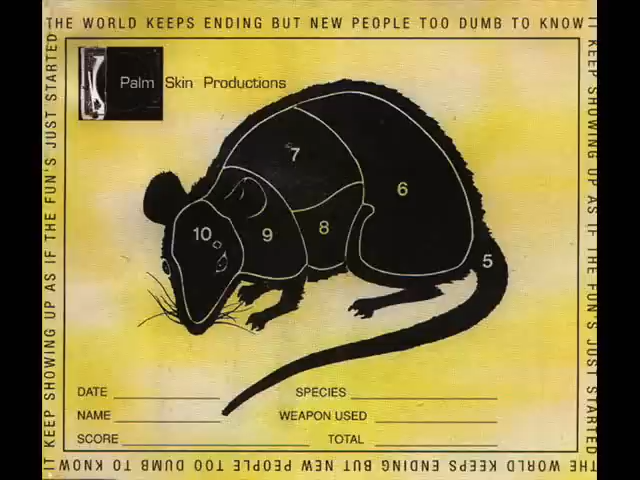 THE WORLD KEEPS ENDING BUT NEW PEOPLE TOO DUMB TO KNOW
IT KEEP SHOWING UP AS IF THE FUN'S JUST STARTED
Palm Skin Productions
7
6
10
9
8
5
DATE
SPECIES
NAME
WEAPON USED
SCORE
TOTAL
THE WORLD KEEPS ENDING BUT NEW PEOPLE TOO DUMB TO KNOW
IT KEEP SHOWING UP AS IF THE FUN'S JUST STARTED